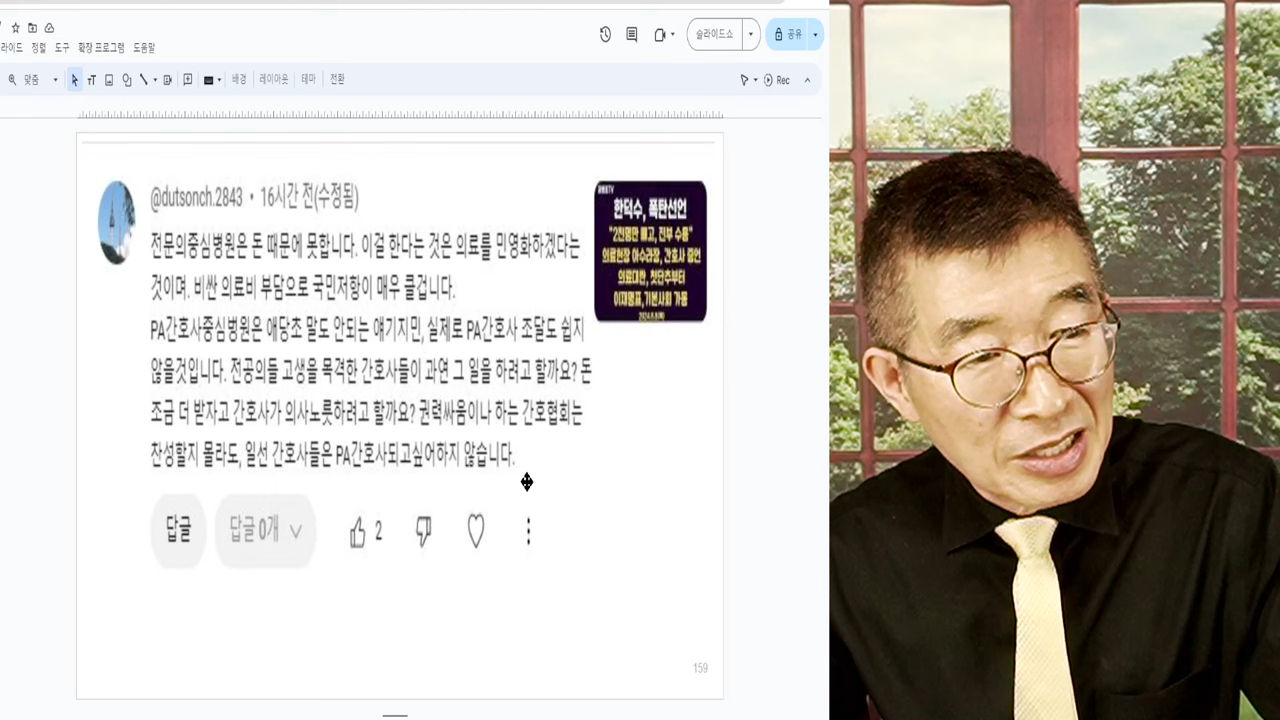 라이드 정렬 도구 확장 프로그램 도움말
슬라이드쇼
공유
맞춤
배경 레이아웃 테마 전환
Rec
@dutsonch.2843 • 16시간 전(수정됨)
전문의중심병원은 돈 때문에 못합니다. 이걸 한다는 것은 의료를 민영화하겠다는
것이며. 비싼 의료비 부담으로 국민저항이 매우 클겁니다.
PA간호사중심병원은 애당초 말도 안되는 얘기지민, 실제로 PA간호사 조달도 쉽지
않을것입니다. 전공의들 고생을 목격한 간호사들이 과연 그 일을 하려고 할까요? 돈
조금 더 받자고 간호사가 의사노릇하려고 할까요? 권력싸움이나 하는 간호협회는
찬성할지 몰라도, 일선 간호사들은 PA간호사되고싶어하지 않습니다.
한덕수, 폭탄선언
"2천명만 빼고, 전부 수용"
의료현장 아수라장, 간호사 증언
의료대란, 첫단추부터
이재명표,기본사회 가동
답글
답글 0개
2
159